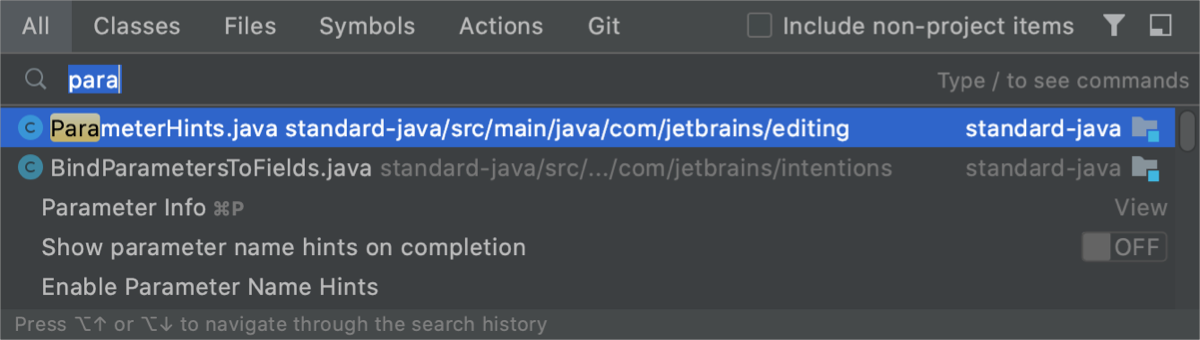 All Classes Files Symbols Actions Git Include non-project items
para Type / to see commands
C ParameterHints.java standard-java/src/main/java/com/jetbrains/editing standard-java
C BindParametersToFields.java standard-java/src/.../com/jetbrains/intentions standard-java
Parameter Info ⌘P View
Show parameter name hints on completion OFF
Enable Parameter Name Hints
Press ⌥↑ or ⌥↓ to navigate through the search history